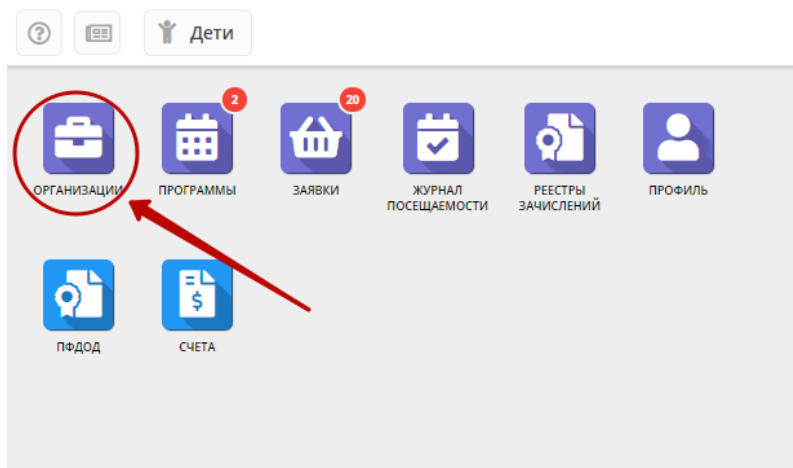 Дети
2
20
ОРГАНИЗАЦИИ
ПРОГРАММЫ
ЗАЯВКИ
ЖУРНАЛ
ПОСЕЩАЕМОСТИ
РЕЕСТРЫ
ЗАЧИСЛЕНИЙ
ПРОФИЛЬ
ПФДОД
СЧЕТА